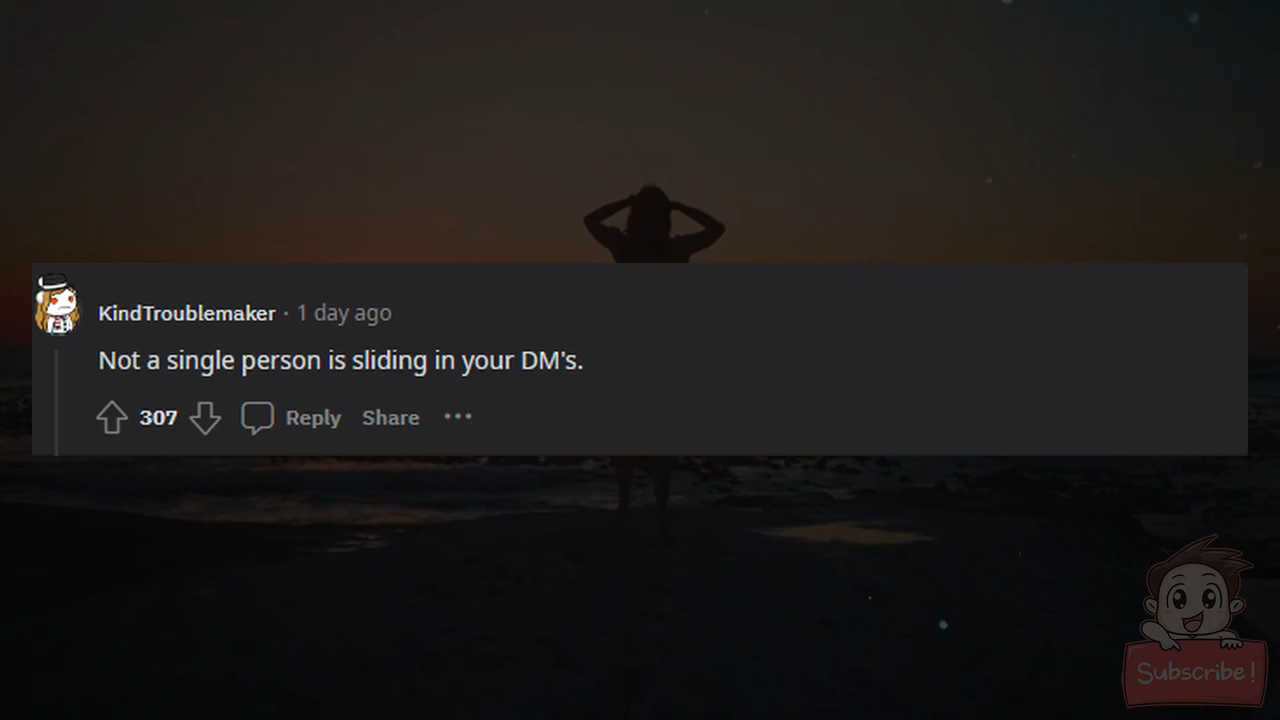 KindTroublemaker · 1 day ago
Not a single person is sliding in your DM's.
307 Reply Share ···
Subscribe!